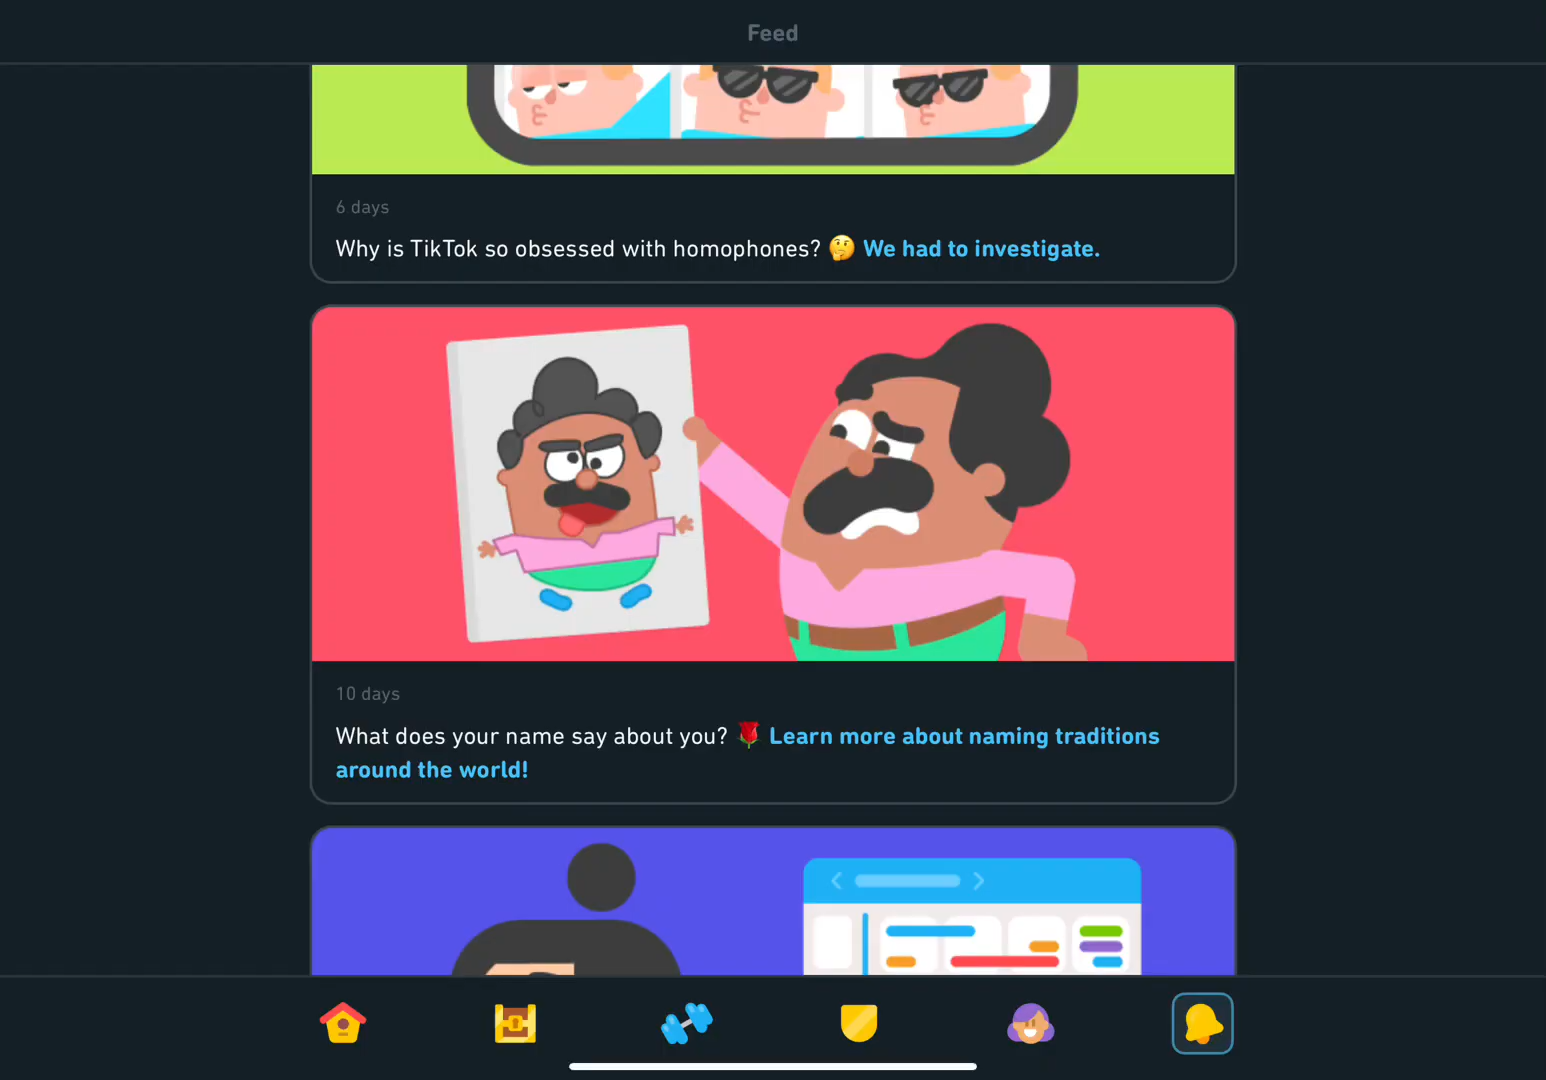 Feed
6 days
Why is TikTok so obsessed with homophones? 🤔 We had to investigate.
10 days
What does your name say about you? 🌹 Learn more about naming traditions
around the world!